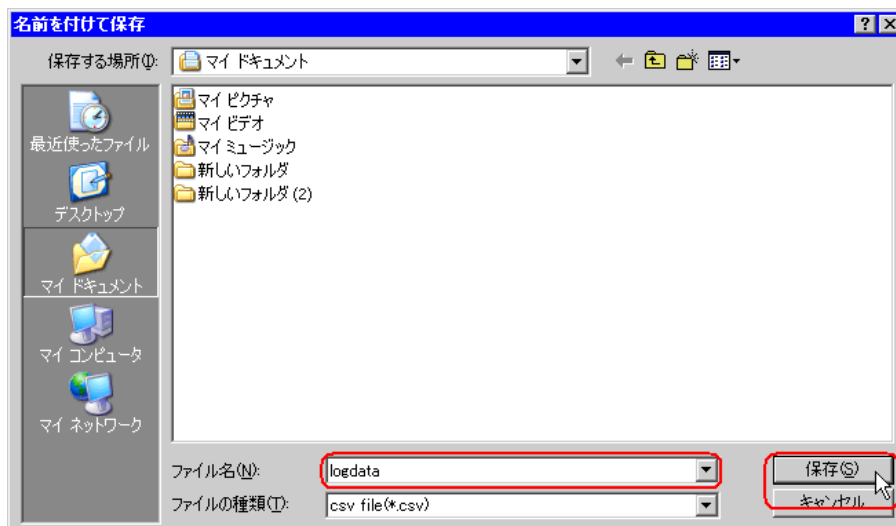 名前を付けて保存
保存する場所(I):
マイ ドキュメント
マイ ピクチャ
マイ ビデオ
マイ ミュージック
新しいフォルダ
新しいフォルダ (2)
最近使ったファイル
デスクトップ
マイ ドキュメント
マイ コンピュータ
マイ ネットワーク
ファイル名(N):
logdata
保存(S)
ファイルの種類(T):
csv file(*.csv)
キャンセル